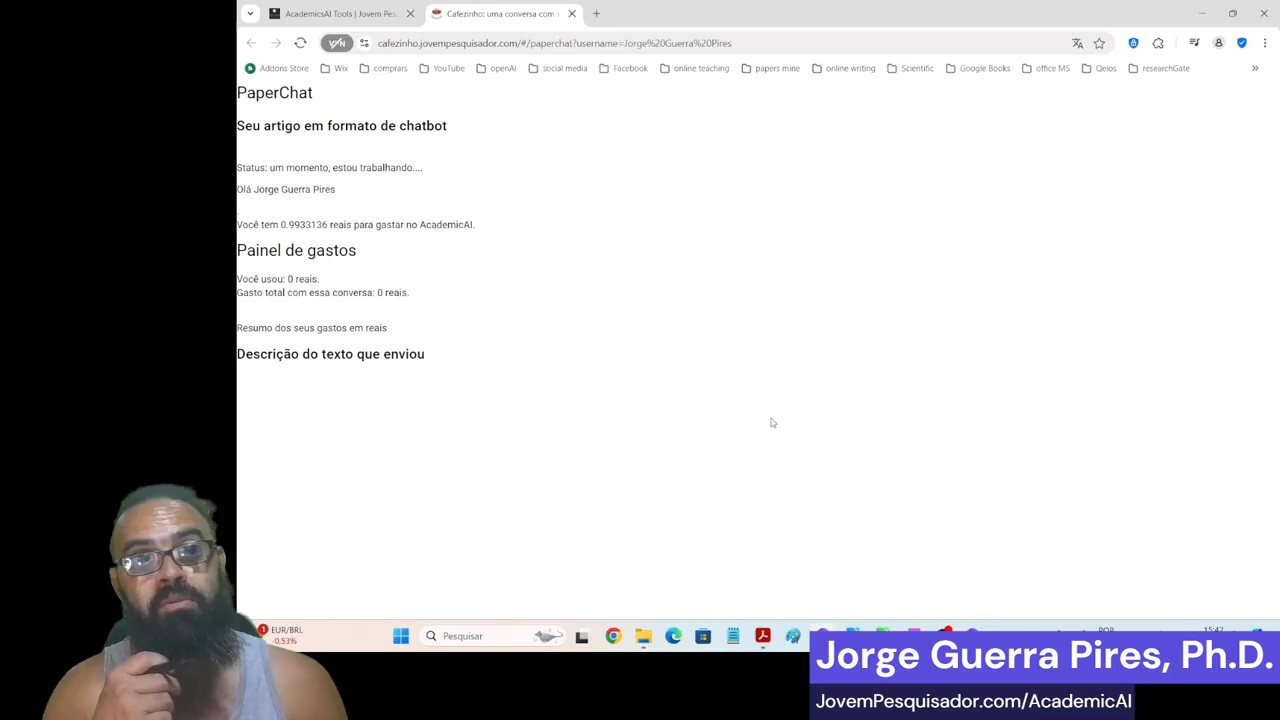 AcademicsAI Tools | Jovem Pes
Cafezinho: uma conversa com
cafezinho.jovempesquisador.com/#/paperchat?username=Jorge%20Guerra%20Pires
Addons Store
Wix
comprars
YouTube
openAI
social media
Facebook
online teaching
papers mine
online writing
Scientific
Google Books
office MS
Qeios
researchGate
PaperChat
Seu artigo em formato de chatbot
Status: um momento, estou trabalhando....
Olá Jorge Guerra Pires
.
Você tem 0.9933136 reais para gastar no AcademicAI.
Painel de gastos
Você usou: 0 reais.
Gasto total com essa conversa: 0 reais.
Resumo dos seus gastos em reais
Descrição do texto que enviou
1
EUR/BRL
-0,53%
Pesquisar
Jorge Guerra Pires, Ph.D.
JovemPesquisador.com/AcademicAI